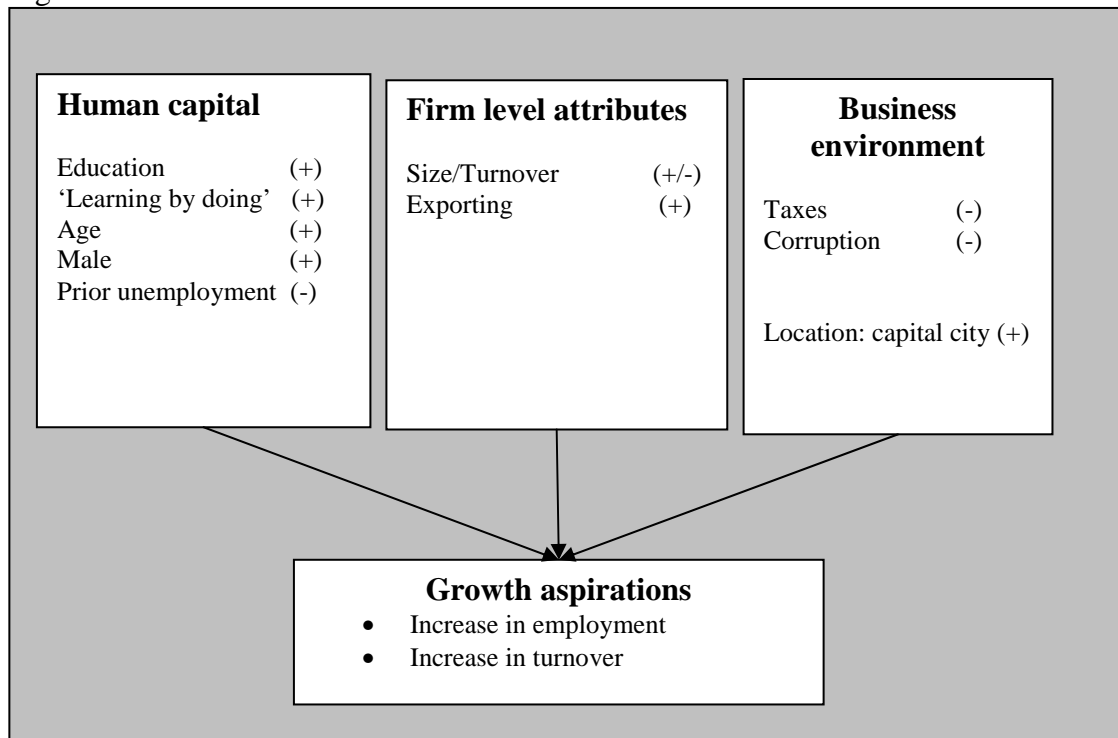 Human capital
Education (+)
‘Learning by doing’ (+)
Age (+)
Male (+)
Prior unemployment (-)
Firm level attributes
Size/Turnover (+/-)
Exporting (+)
Business
environment
Taxes (-)
Corruption (-)
Location: capital city (+)
Growth aspirations
• Increase in employment
• Increase in turnover